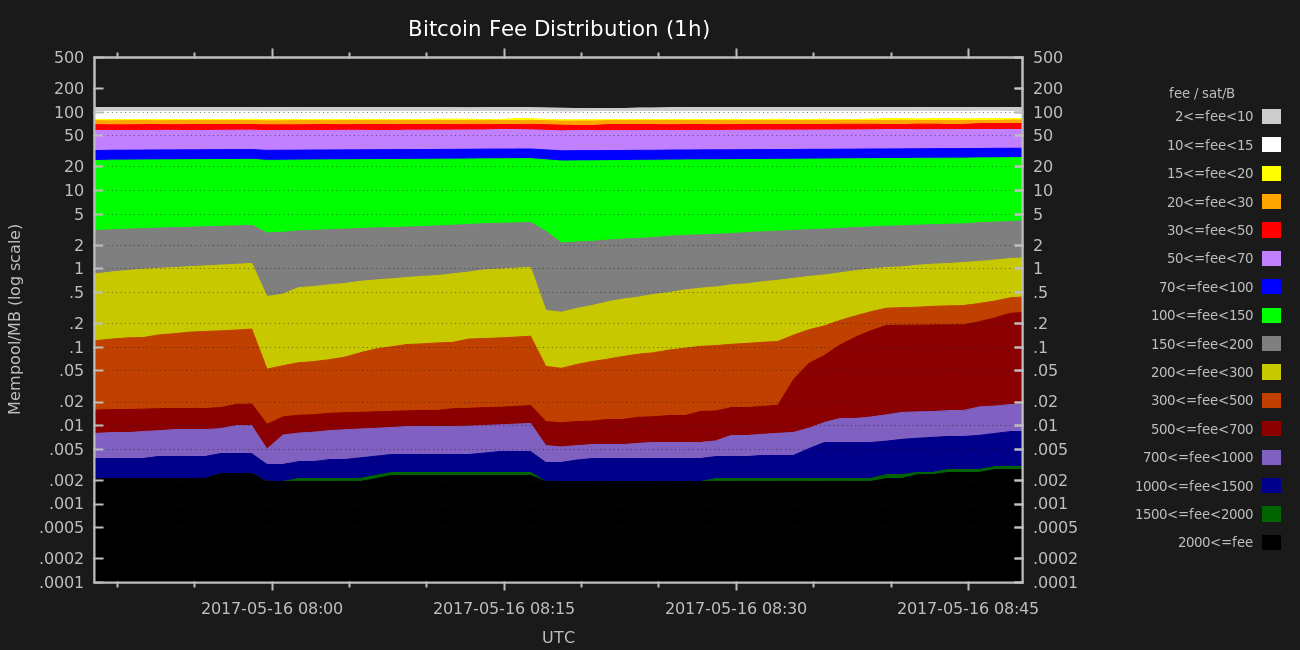 Bitcoin Fee Distribution (1h)
Mempool/MB (log scale)
500
200
100
50
20
10
5
2
1
.5
.2
.1
.05
.02
.01
.005
.002
.001
.0005
.0002
.0001
500
200
100
50
20
10
5
2
1
.5
.2
.1
.05
.02
.01
.005
.002
.001
.0005
.0002
.0001
2017-05-16 08:00
2017-05-16 08:15
2017-05-16 08:30
2017-05-16 08:45
UTC
fee / sat/B
2<=fee<10
10<=fee<15
15<=fee<20
20<=fee<30
30<=fee<50
50<=fee<70
70<=fee<100
100<=fee<150
150<=fee<200
200<=fee<300
300<=fee<500
500<=fee<700
700<=fee<1000
1000<=fee<1500
1500<=fee<2000
2000<=fee